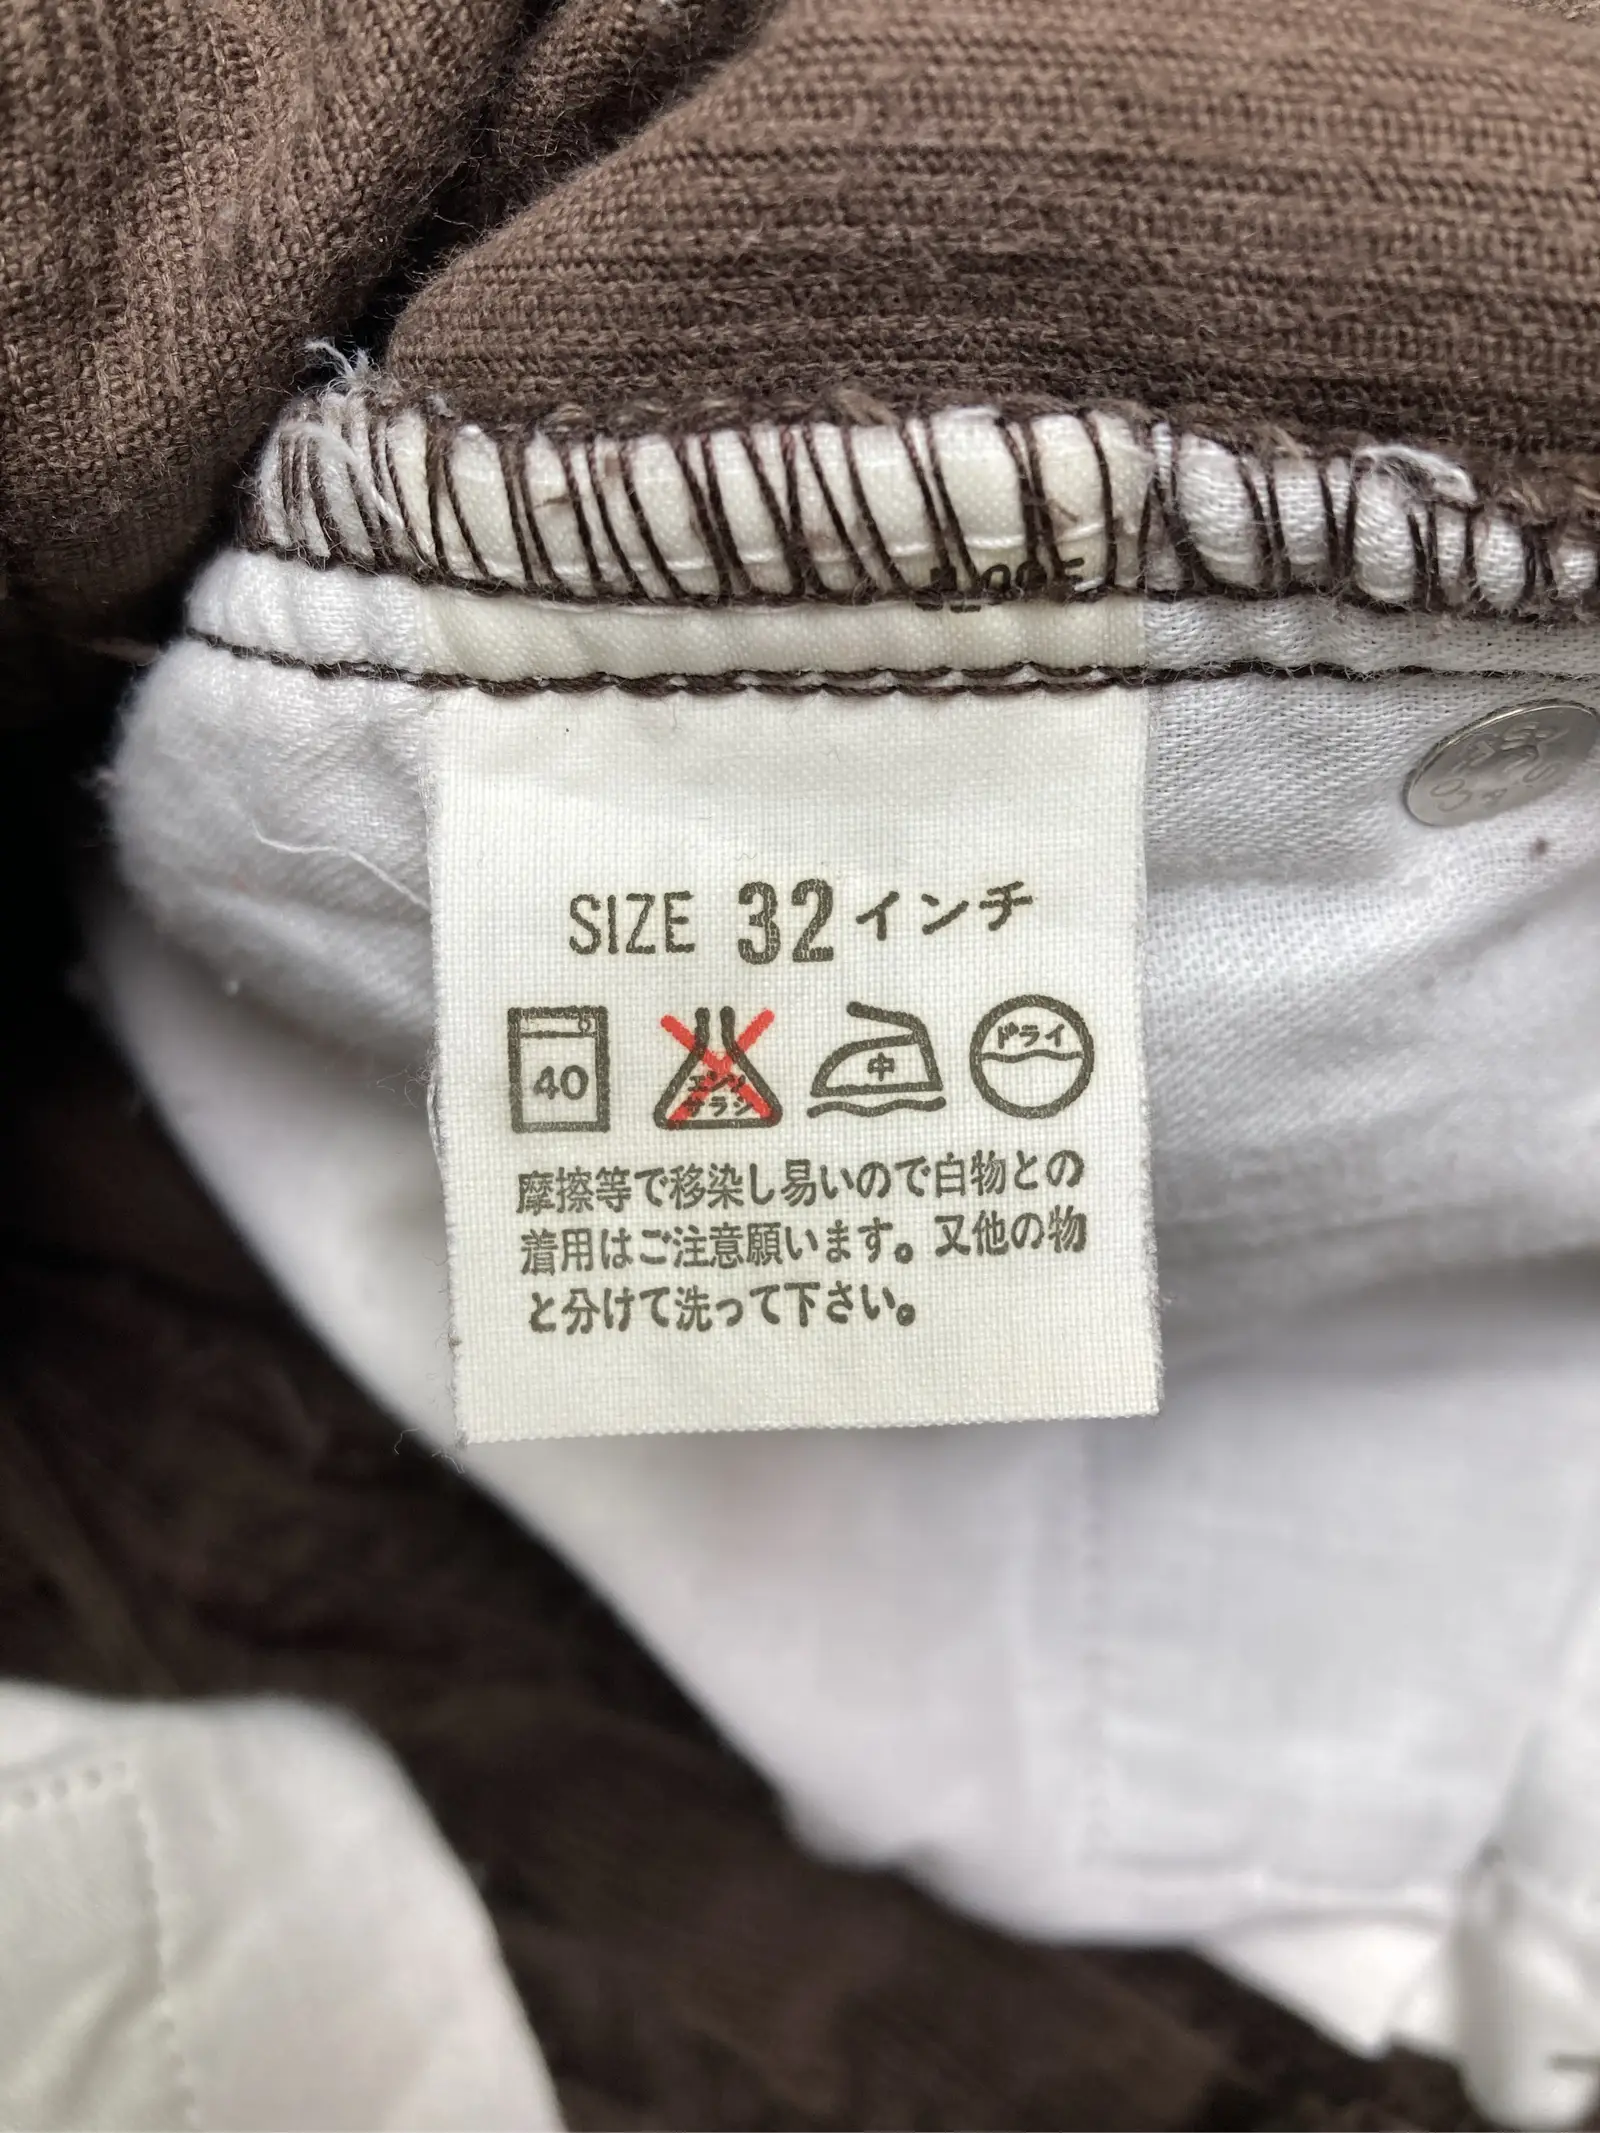 SIZE 32インチ
40
エンソ
サラシ
中
ドライ
摩擦等で移染し易いので白物との
着用はご注意願います。又他の物
と分けて洗って下さい。